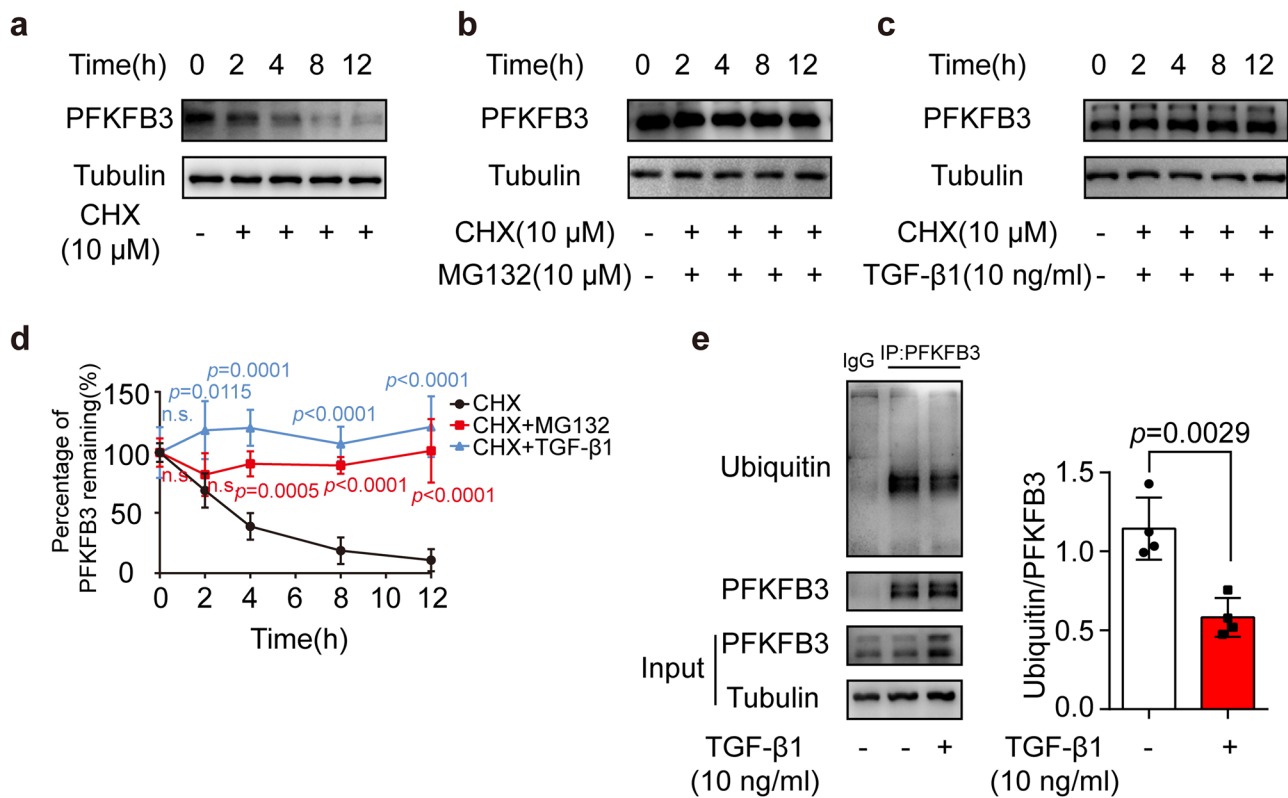 a
Time(h) 0 2 4 8 12
PFKFB3
Tubulin
CHX
(10 µM) - + + + +
b
Time(h) 0 2 4 8 12
PFKFB3
Tubulin
CHX(10 µM) - + + + +
MG132(10 µM) - + + + +
c
Time(h) 0 2 4 8 12
PFKFB3
Tubulin
CHX(10 µM) - + + + +
TGF-β1(10 ng/ml) - + + + +
d
Percentage of
PFKFB3 remaining(%)
150
100
50
0
n.s.
p=0.0115
p=0.0001
p<0.0001
p<0.0001
n.s.
n.s.
p=0.0005
p<0.0001
p<0.0001
CHX
CHX+MG132
CHX+TGF-β1
0 2 4 6 8 10 12
Time(h)
e
IgG IP:PFKFB3
Ubiquitin
PFKFB3
Input
PFKFB3
Tubulin
TGF-β1 - - +
(10 ng/ml)
p=0.0029
Ubiquitin/PFKFB3
1.5
1.0
0.5
0.0
TGF-β1 - +
(10 ng/ml)